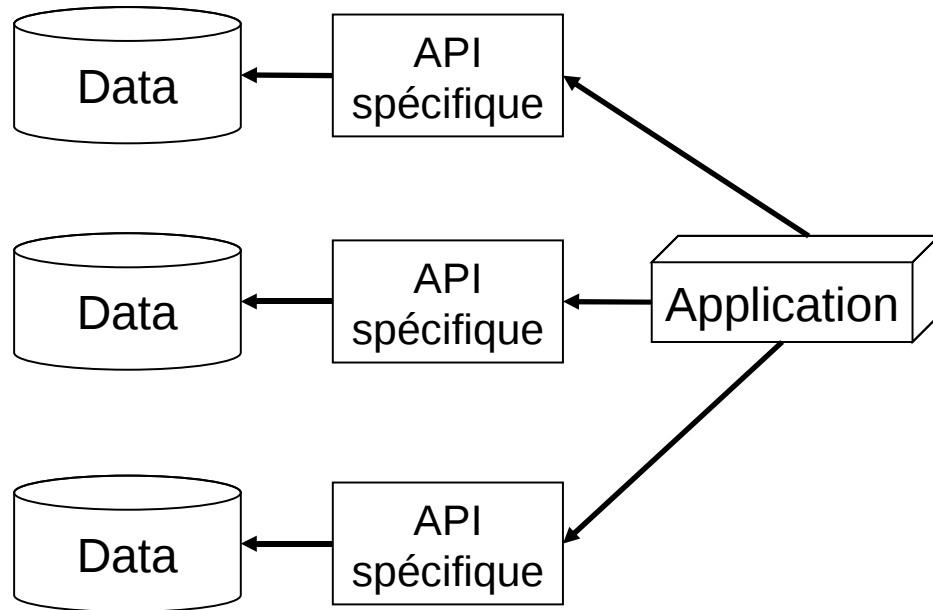 Data
API
spécifique
Data
API
spécifique
Application
Data
API
spécifique